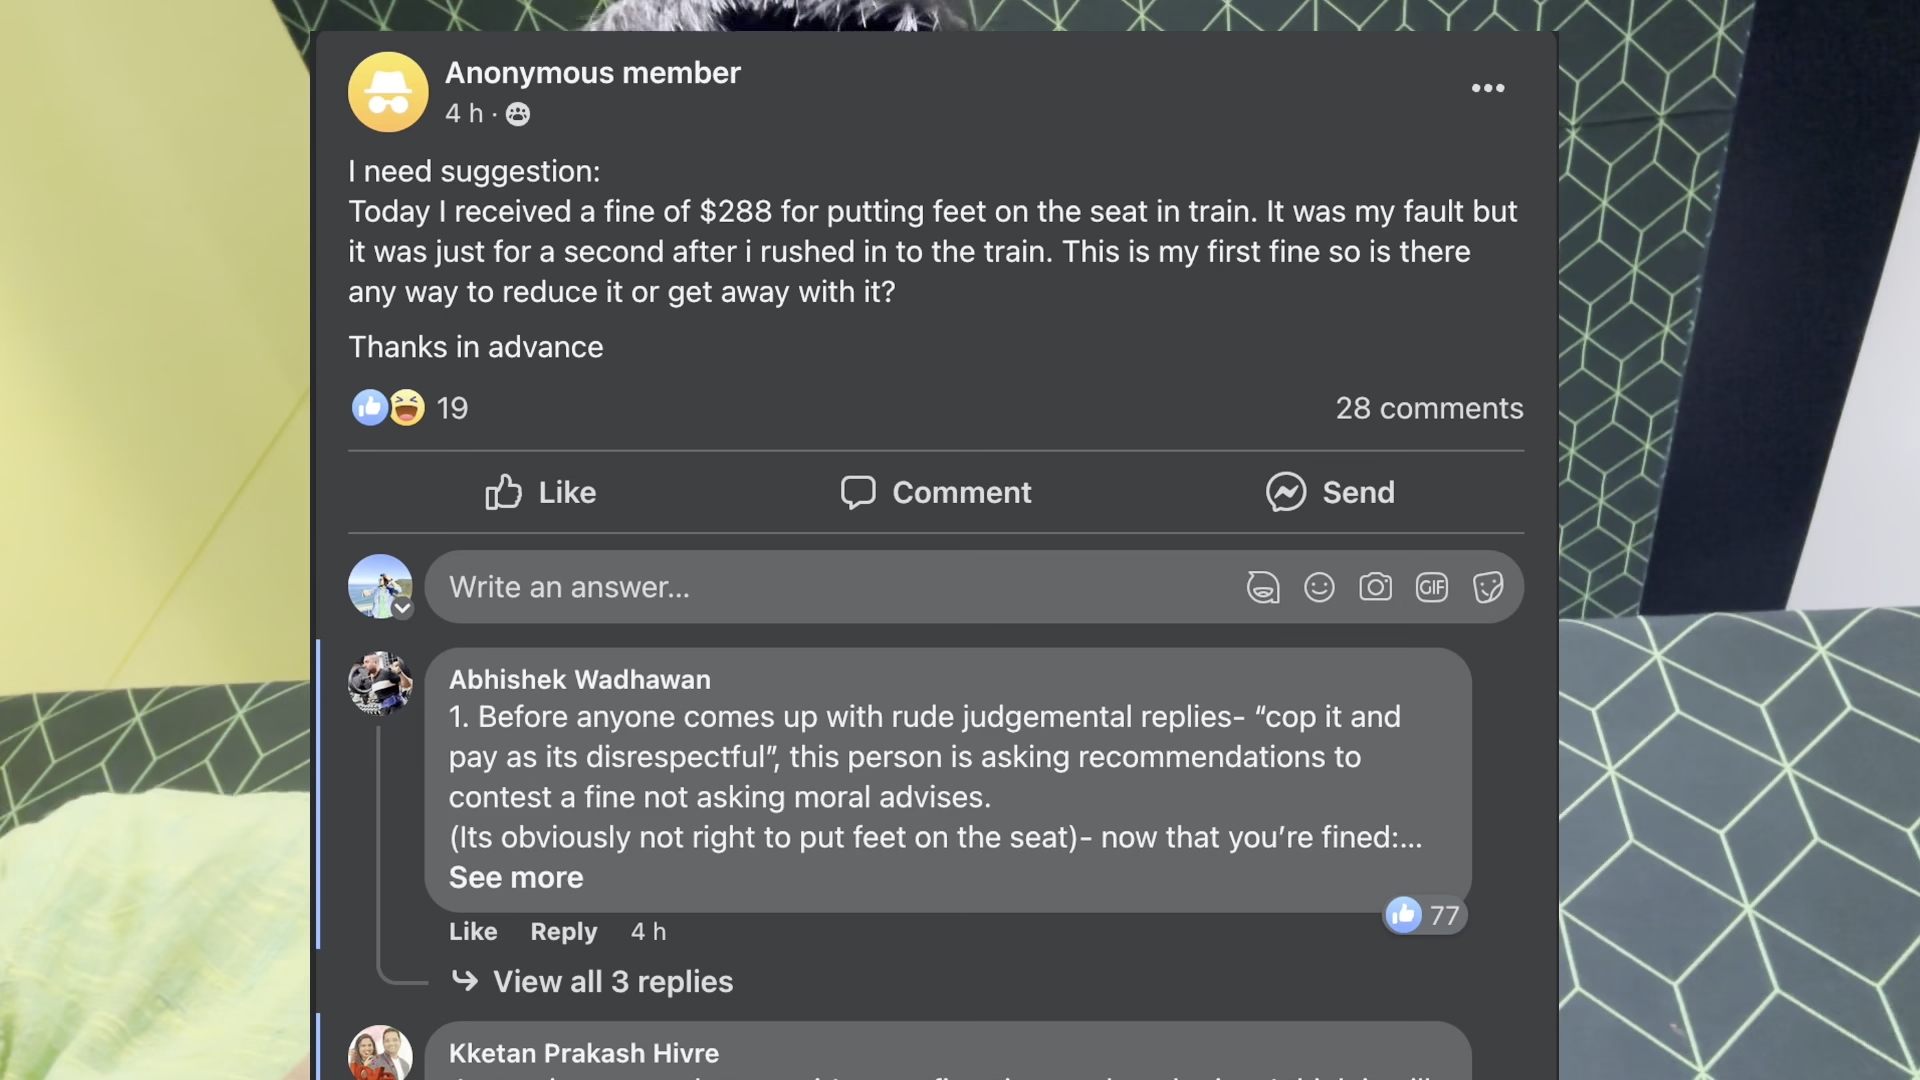 Anonymous member
4 h ·
I need suggestion:
Today I received a fine of $288 for putting feet on the seat in train. It was my fault but
it was just for a second after i rushed in to the train. This is my first fine so is there
any way to reduce it or get away with it?
Thanks in advance
19
28 comments
Like
Comment
Send
Write an answer...
GIF
Abhishek Wadhawan
1. Before anyone comes up with rude judgemental replies- “cop it and
pay as its disrespectful”, this person is asking recommendations to
contest a fine not asking moral advises.
(Its obviously not right to put feet on the seat)- now that you’re fined:...
See more
77
Like Reply 4 h
View all 3 replies
Kketan Prakash Hivre